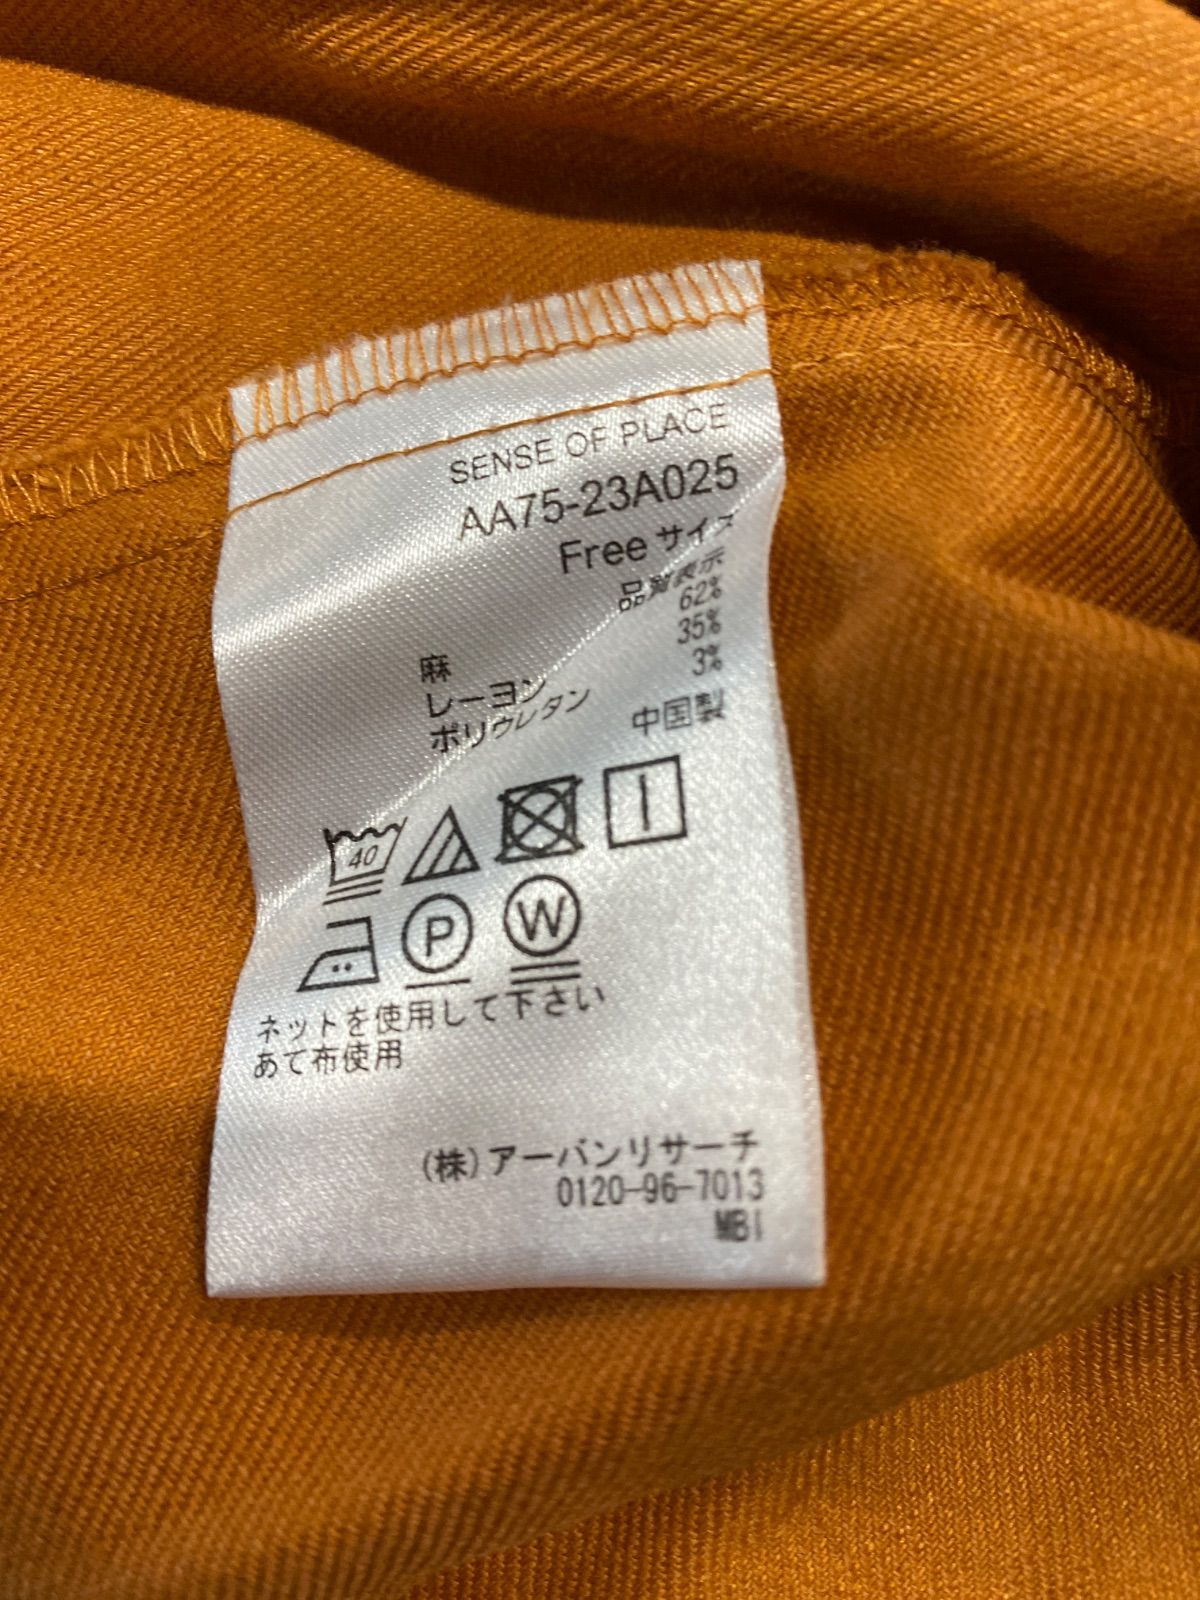 SENSE OF PLACE
AA75-23A025
Free サイズ
品質表示
麻 62%
レーヨン 35%
ポリウレタン 3%
中国製
40
P W
ネットを使用して下さい
あて布使用
(株)アーバンリサーチ
0120-96-7013
MBI